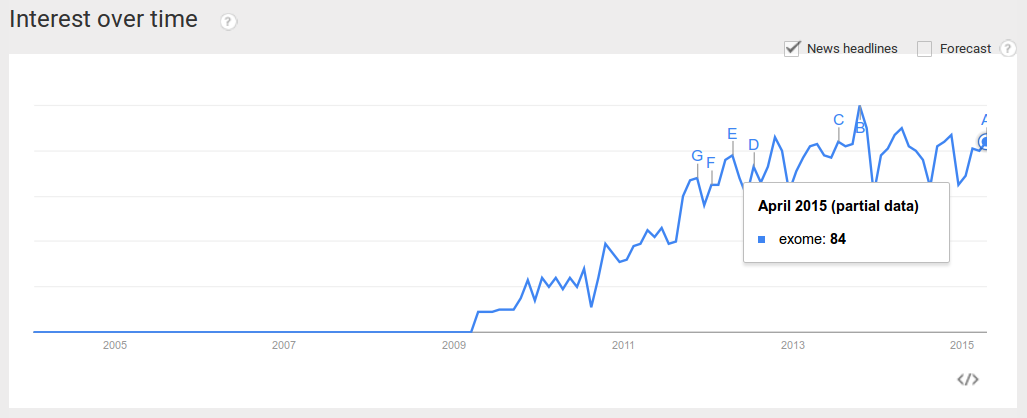 Interest over time ?
News headlines Forecast ?
A
C
B
E
D
G F
April 2015 (partial data)
exome: 84
2005 2007 2009 2011 2013 2015
</>